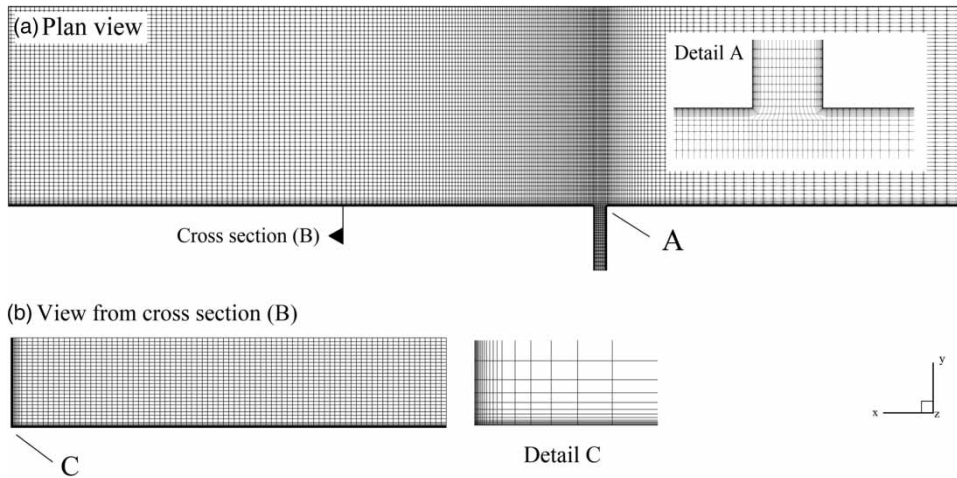 (a) Plan view
Detail A
Cross section (B)
A
(b) View from cross section (B)
C
Detail C
y
x
z